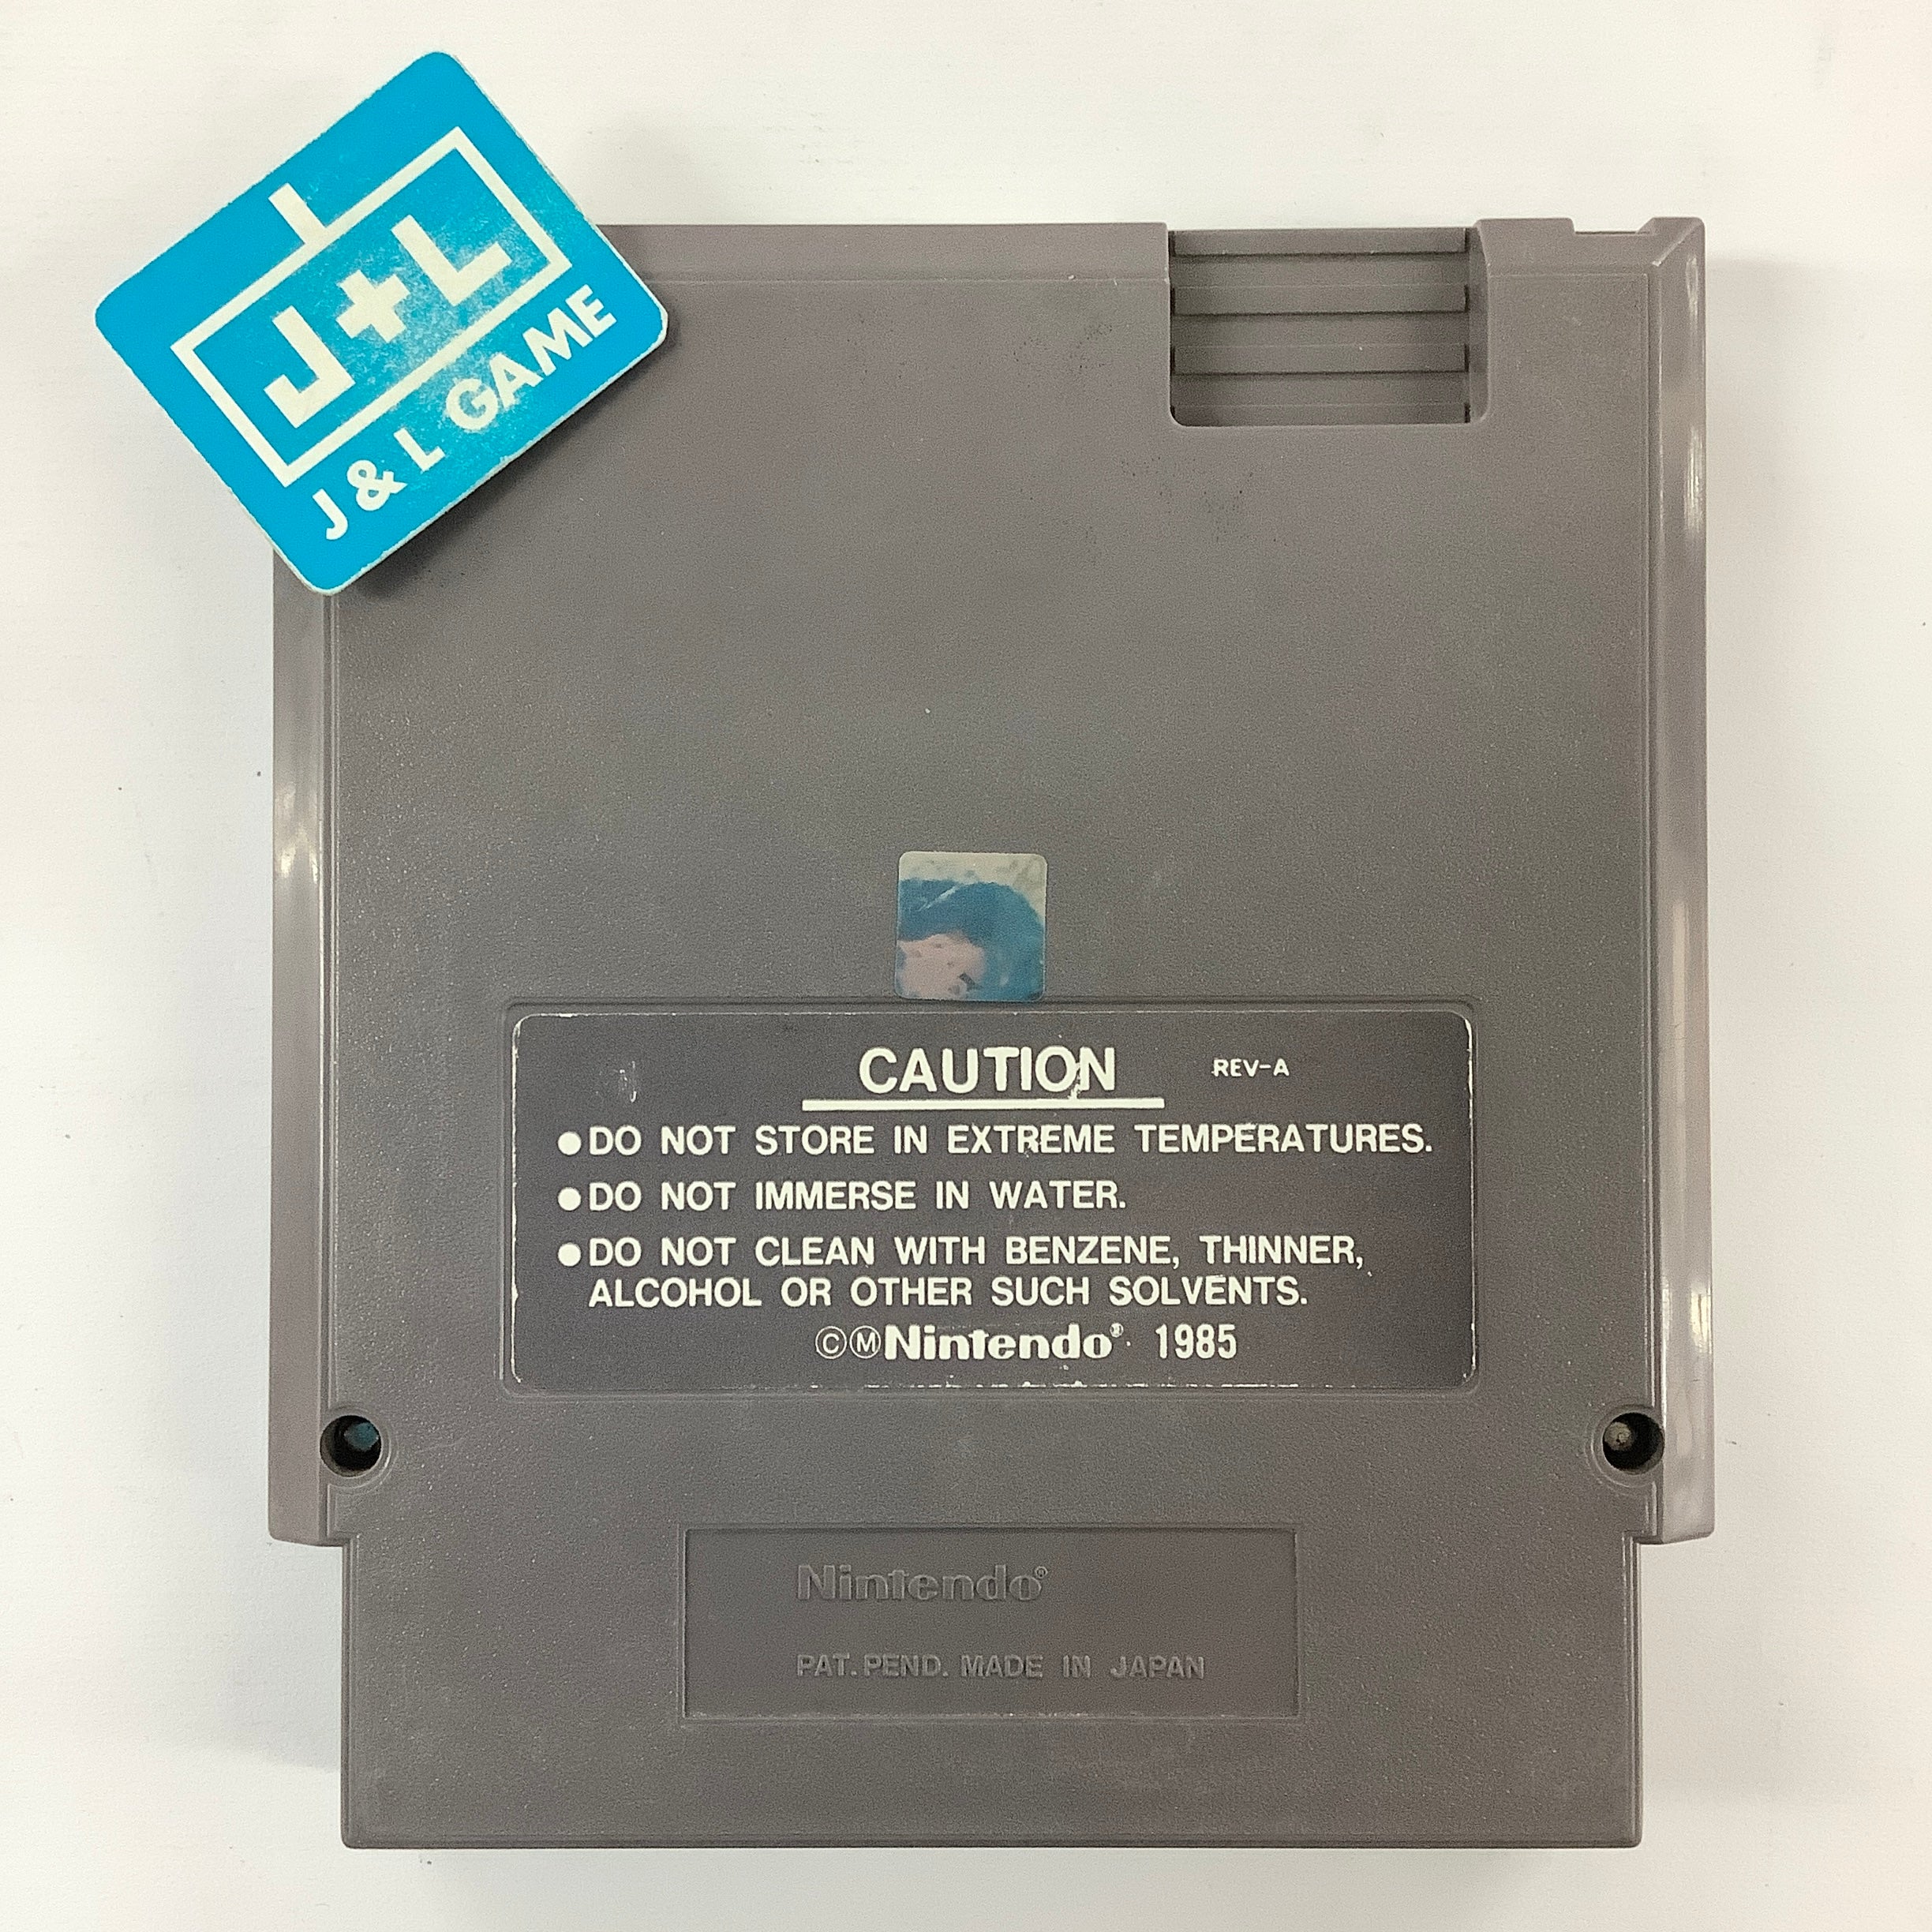 J+L
J & L GAME
CAUTION REV-A
●DO NOT STORE IN EXTREME TEMPERATURES.
●DO NOT IMMERSE IN WATER.
●DO NOT CLEAN WITH BENZENE, THINNER,
ALCOHOL OR OTHER SUCH SOLVENTS.
©ⓂNintendo® 1985
Nintendo®
PAT. PEND. MADE IN JAPAN